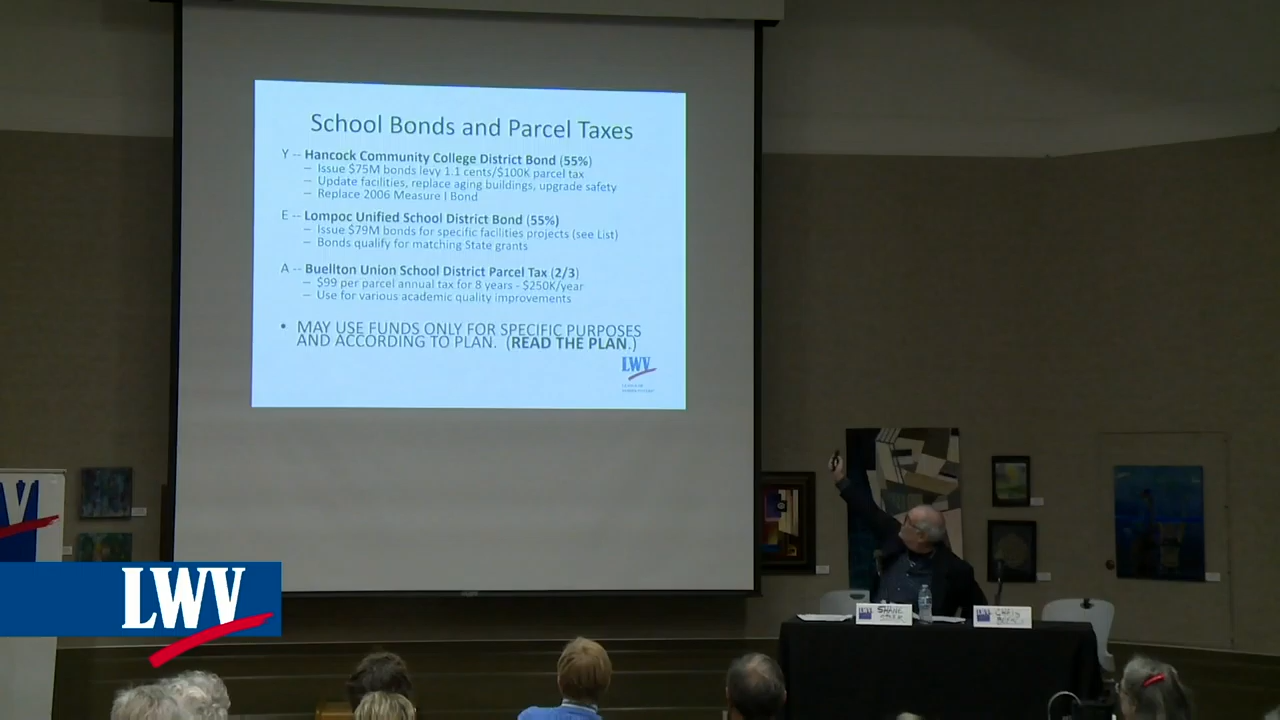 School Bonds and Parcel Taxes
Y -- Hancock Community College District Bond (55%)
– Issue $75M bonds levy 1.1 cents/$100K parcel tax
– Update facilities, replace aging buildings, upgrade safety
– Replace 2006 Measure I Bond
E -- Lompoc Unified School District Bond (55%)
– Issue $79M bonds for specific facilities projects (see List)
– Bonds qualify for matching State grants
A -- Buellton Union School District Parcel Tax (2/3)
– $99 per parcel annual tax for 8 years - $250K/year
– Use for various academic quality improvements
• MAY USE FUNDS ONLY FOR SPECIFIC PURPOSES
AND ACCORDING TO PLAN. (READ THE PLAN.)
LWV
LWV